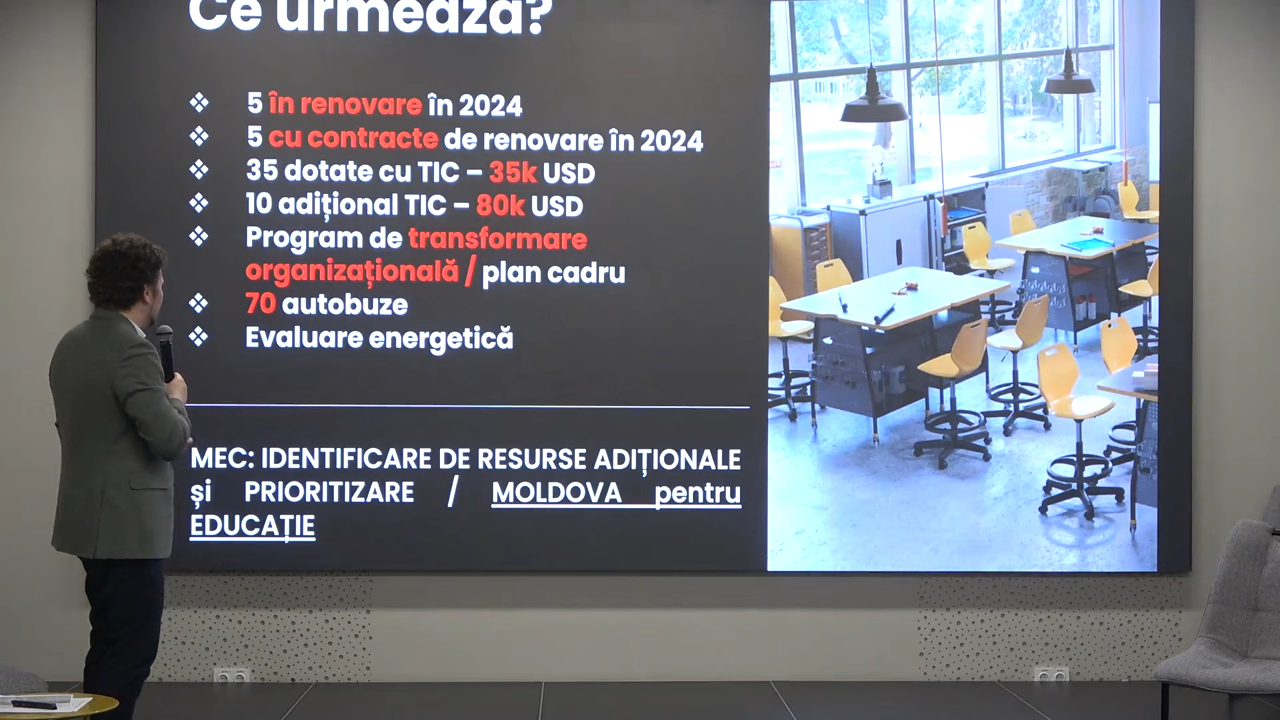 Ce urmează?
❖ 5 în renovare în 2024
❖ 5 cu contracte de renovare în 2024
❖ 35 dotate cu TIC – 35k USD
❖ 10 adițional TIC – 80k USD
❖ Program de transformare
organizațională / plan cadru
❖ 70 autobuze
❖ Evaluare energetică
MEC: IDENTIFICARE DE RESURSE ADIȚIONALE
și PRIORITIZARE / MOLDOVA pentru
EDUCAȚIE